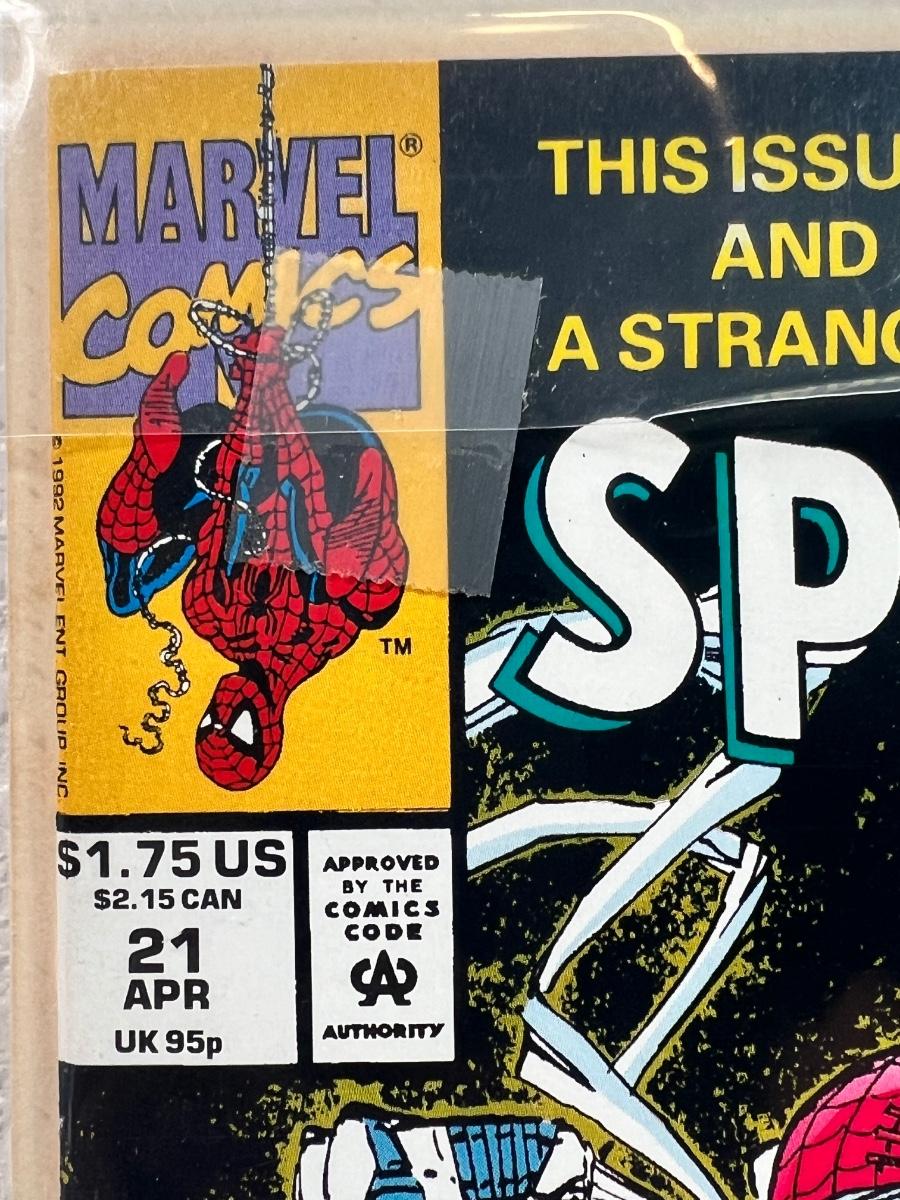 MARVEL®
COMICS
THIS ISSU
AND
A STRANG
SP
TM
© 1992 MARVEL ENT. GROUP, INC.
$1.75 US
$2.15 CAN
21
APR
UK 95p
APPROVED
BY THE
COMICS
CODE
CA
AUTHORITY